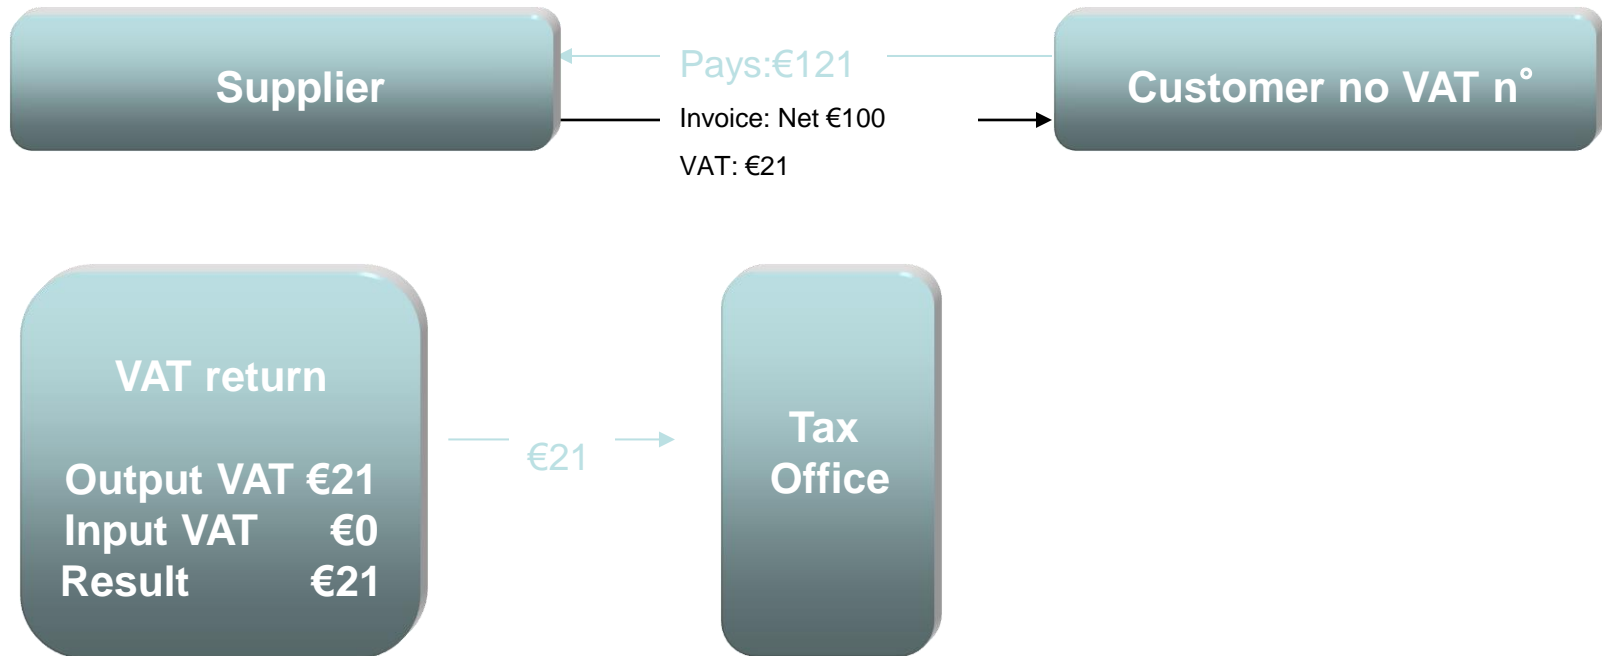 Supplier
Pays:€121
Invoice: Net €100
VAT: €21
Customer no VAT n°
VAT return
Output VAT €21
Input VAT €0
Result €21
€21
Tax
Office